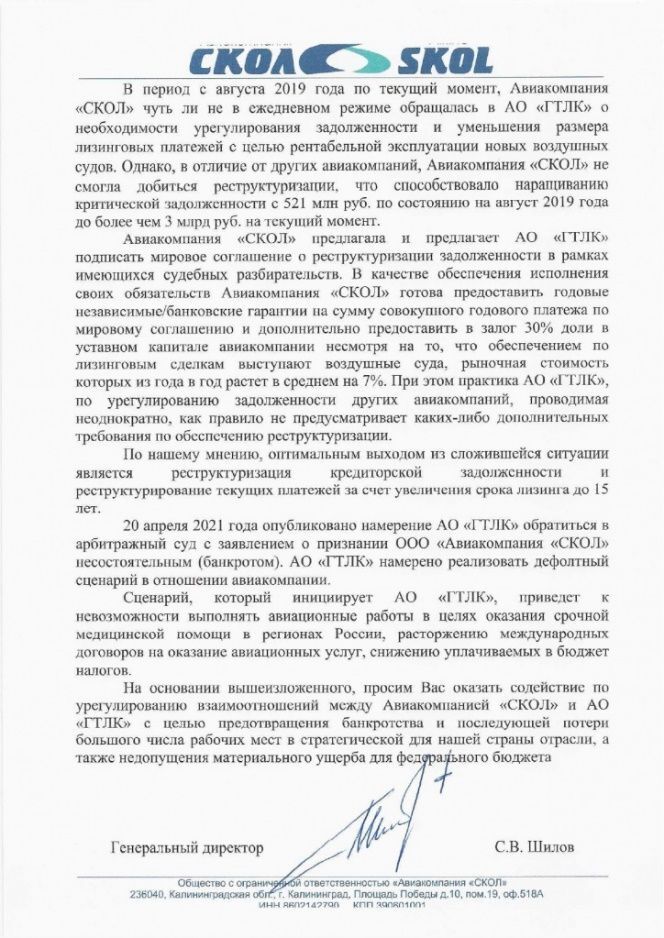 СКОЛ SKOL
В период с августа 2019 года по текущий момент, Авиакомпания
«СКОЛ» чуть ли не в ежедневном режиме обращалась в АО «ГТЛК» о
необходимости урегулирования задолженности и уменьшения размера
лизинговых платежей с целью рентабельной эксплуатации новых воздушных
судов. Однако, в отличие от других авиакомпаний, Авиакомпания «СКОЛ» не
смогла добиться реструктуризации, что способствовало наращиванию
критической задолженности с 521 млн руб. по состоянию на август 2019 года
до более чем 3 млрд руб. на текущий момент.
Авиакомпания «СКОЛ» предлагала и предлагает АО «ГТЛК»
подписать мировое соглашение о реструктуризации задолженности в рамках
имеющихся судебных разбирательств. В качестве обеспечения исполнения
своих обязательств Авиакомпания «СКОЛ» готова предоставить годовые
независимые/банковские гарантии на сумму совокупного годового платежа по
мировому соглашению и дополнительно предоставить в залог 30% доли в
уставном капитале авиакомпании несмотря на то, что обеспечением по
лизинговым сделкам выступают воздушные суда, рыночная стоимость
которых из года в год растет в среднем на 7%. При этом практика АО «ГТЛК»,
по урегулированию задолженности других авиакомпаний, проводимая
неоднократно, как правило не предусматривает каких-либо дополнительных
требования по обеспечению реструктуризации.
По нашему мнению, оптимальным выходом из сложившейся ситуации
является реструктуризация кредиторской задолженности и
реструктурирование текущих платежей за счет увеличения срока лизинга до 15
лет.
20 апреля 2021 года опубликовано намерение АО «ГТЛК» обратиться в
арбитражный суд с заявлением о признании ООО «Авиакомпания «СКОЛ»
несостоятельным (банкротом). АО «ГТЛК» намерено реализовать дефолтный
сценарий в отношении авиакомпании.
Сценарий, который инициирует АО «ГТЛК», приведет к
невозможности выполнять авиационные работы в целях оказания срочной
медицинской помощи в регионах России, расторжению международных
договоров на оказание авиационных услуг, снижению уплачиваемых в бюджет
налогов.
На основании вышеизложенного, просим Вас оказать содействие по
урегулированию взаимоотношений между Авиакомпанией «СКОЛ» и АО
«ГТЛК» с целью предотвращения банкротства и последующей потери
большого числа рабочих мест в стратегической для нашей страны отрасли, а
также недопущения материального ущерба для федерального бюджета
Генеральный директор С.В. Шилов
Общество с ограниченной ответственностью «Авиакомпания «СКОЛ»
236040, Калининградская обл., г. Калининград, Площадь Победы д.10, пом.19, оф.518А
ИНН 8602142790 КПП 390601001